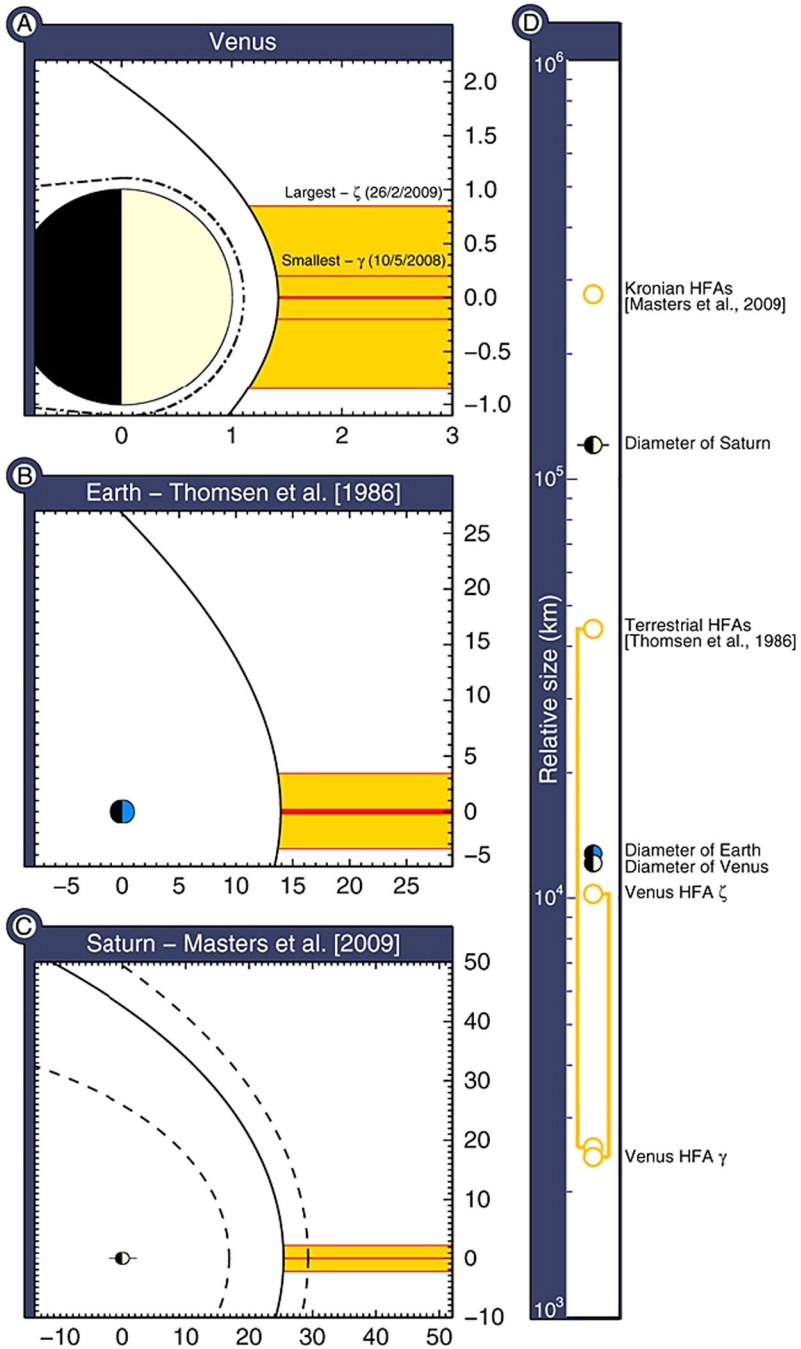 A
Venus
2.0
1.5
1.0
0.5
0.0
−0.5
−1.0
Largest – ζ (26/2/2009)
Smallest – γ (10/5/2008)
0 1 2 3
B
Earth – Thomsen et al. [1986]
25
20
15
10
5
0
−5
−5 0 5 10 15 20 25
C
Saturn – Masters et al. [2009]
50
40
30
20
10
0
−10
−10 0 10 20 30 40 50
D
10⁶
10⁵
10⁴
10³
Relative size (km)
Kronian HFAs
[Masters et al., 2009]
Diameter of Saturn
Terrestrial HFAs
[Thomsen et al., 1986]
Diameter of Earth
Diameter of Venus
Venus HFA ζ
Venus HFA γ